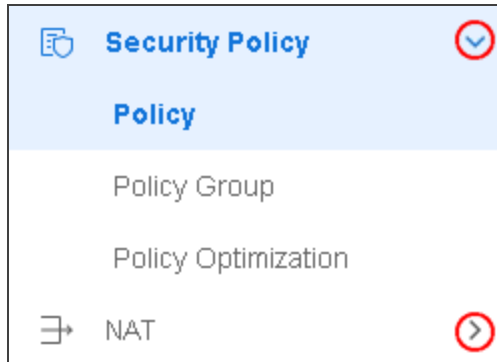 Security Policy
Policy
Policy Group
Policy Optimization
NAT